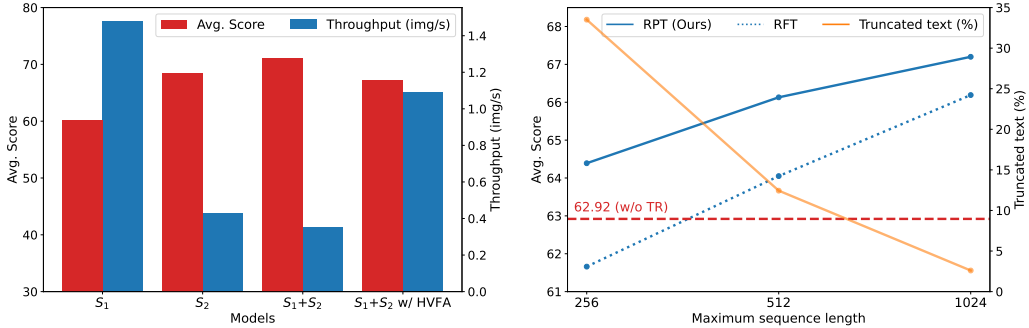 Avg. Score
Throughput (img/s)
80
70
60
50
40
30
Avg. Score
1.4
1.2
1.0
0.8
0.6
0.4
0.2
0.0
Throughput (img/s)
S1
S2
S1+S2
S1+S2 w/ HVFA
Models
RPT (Ours)
RFT
Truncated text (%)
68
67
66
65
64
63
62
61
Avg. Score
62.92 (w/o TR)
35
30
25
20
15
10
5
0
Truncated text (%)
256
512
1024
Maximum sequence length